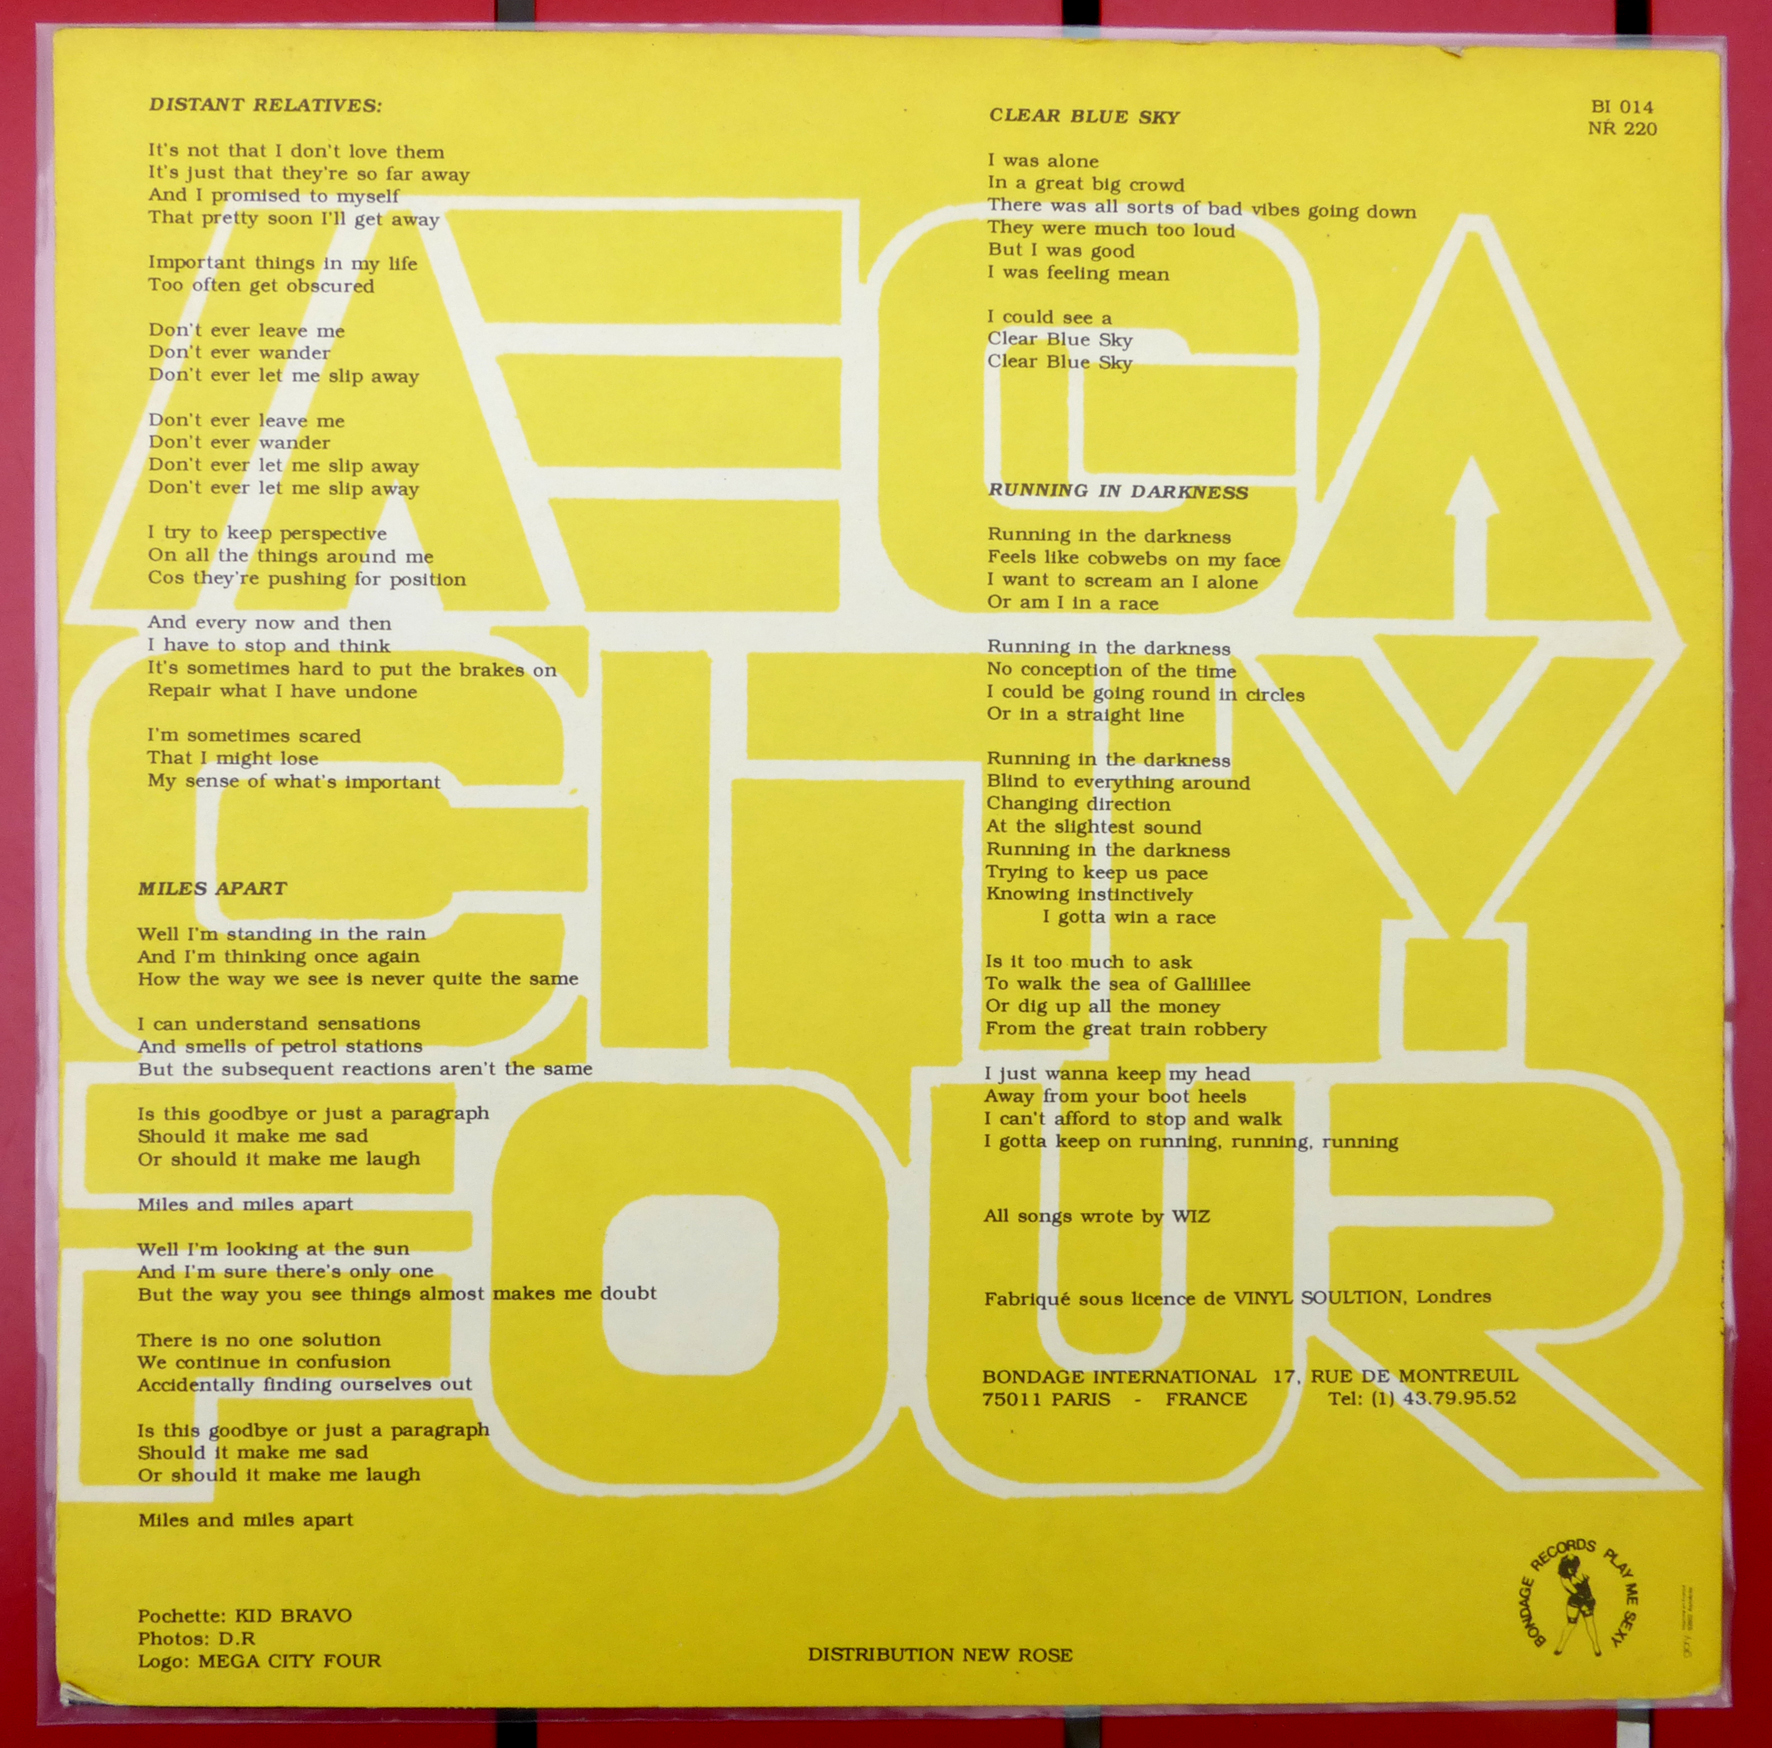 DISTANT RELATIVES:
It's not that I don't love them
It's just that they're so far away
And I promised to myself
That pretty soon I'll get away
Important things in my life
Too often get obscured
Don't ever leave me
Don't ever wander
Don't ever let me slip away
Don't ever leave me
Don't ever wander
Don't ever let me slip away
Don't ever let me slip away
I try to keep perspective
On all the things around me
Cos they're pushing for position
And every now and then
I have to stop and think
It's sometimes hard to put the brakes on
Repair what I have undone
I'm sometimes scared
That I might lose
My sense of what's important
MILES APART
Well I'm standing in the rain
And I'm thinking once again
How the way we see is never quite the same
I can understand sensations
And smells of petrol stations
But the subsequent reactions aren't the same
Is this goodbye or just a paragraph
Should it make me sad
Or should it make me laugh
Miles and miles apart
Well I'm looking at the sun
And I'm sure there's only one
But the way you see things almost makes me doubt
There is no one solution
We continue in confusion
Accidentally finding ourselves out
Is this goodbye or just a paragraph
Should it make me sad
Or should it make me laugh
Miles and miles apart
Pochette: KID BRAVO
Photos: D.R
Logo: MEGA CITY FOUR
CLEAR BLUE SKY
I was alone
In a great big crowd
There was all sorts of bad vibes going down
They were much too loud
But I was good
I was feeling mean
I could see a
Clear Blue Sky
Clear Blue Sky
RUNNING IN DARKNESS
Running in the darkness
Feels like cobwebs on my face
I want to scream an I alone
Or am I in a race
Running in the darkness
No conception of the time
I could be going round in circles
Or in a straight line
Running in the darkness
Blind to everything around
Changing direction
At the slightest sound
Running in the darkness
Trying to keep us pace
Knowing instinctively
I gotta win a race
Is it too much to ask
To walk the sea of Gallillee
Or dig up all the money
From the great train robbery
I just wanna keep my head
Away from your boot heels
I can't afford to stop and walk
I gotta keep on running, running, running
All songs wrote by WIZ
Fabriqué sous licence de VINYL SOULTION, Londres
BONDAGE INTERNATIONAL 17, RUE DE MONTREUIL
75011 PARIS - FRANCE Tel: (1) 43.79.95.52
DISTRIBUTION NEW ROSE
BI 014
NR 220
MEGA
CITY
FOUR
BONDAGE RECORDS PLAY ME SEXY